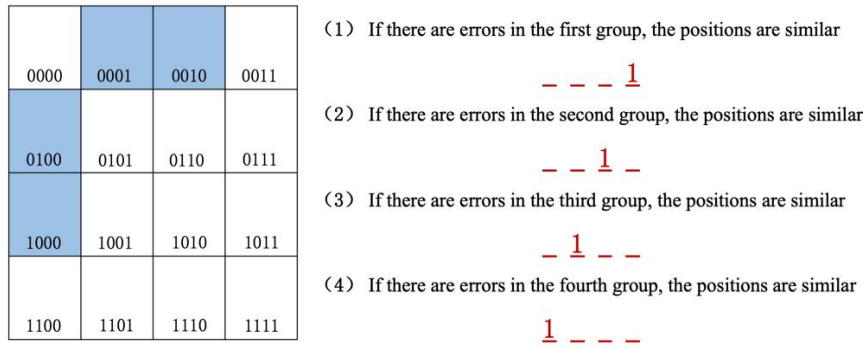 0000 0001 0010 0011
0100 0101 0110 0111
1000 1001 1010 1011
1100 1101 1110 1111
（1） If there are errors in the first group, the positions are similar
_ _ _ 1
（2） If there are errors in the second group, the positions are similar
_ _ 1 _
（3） If there are errors in the third group, the positions are similar
_ 1 _ _
（4） If there are errors in the fourth group, the positions are similar
1 _ _ _